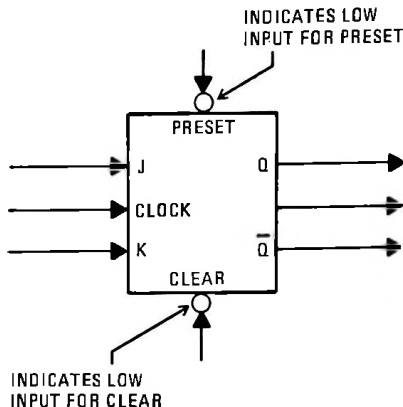 INDICATES LOW
INPUT FOR PRESET
PRESET
J
Q
CLOCK
K
Q̅
CLEAR
INDICATES LOW
INPUT FOR CLEAR